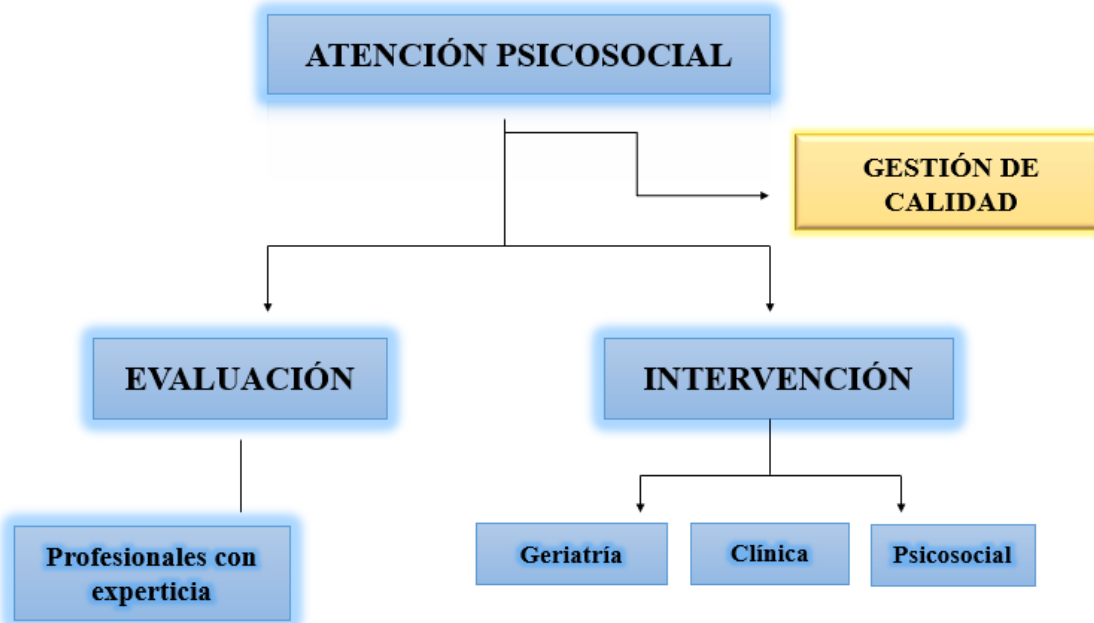 ATENCIÓN PSICOSOCIAL
GESTIÓN DE
CALIDAD
EVALUACIÓN
INTERVENCIÓN
Profesionales con
experticia
Geriatría
Clínica
Psicosocial